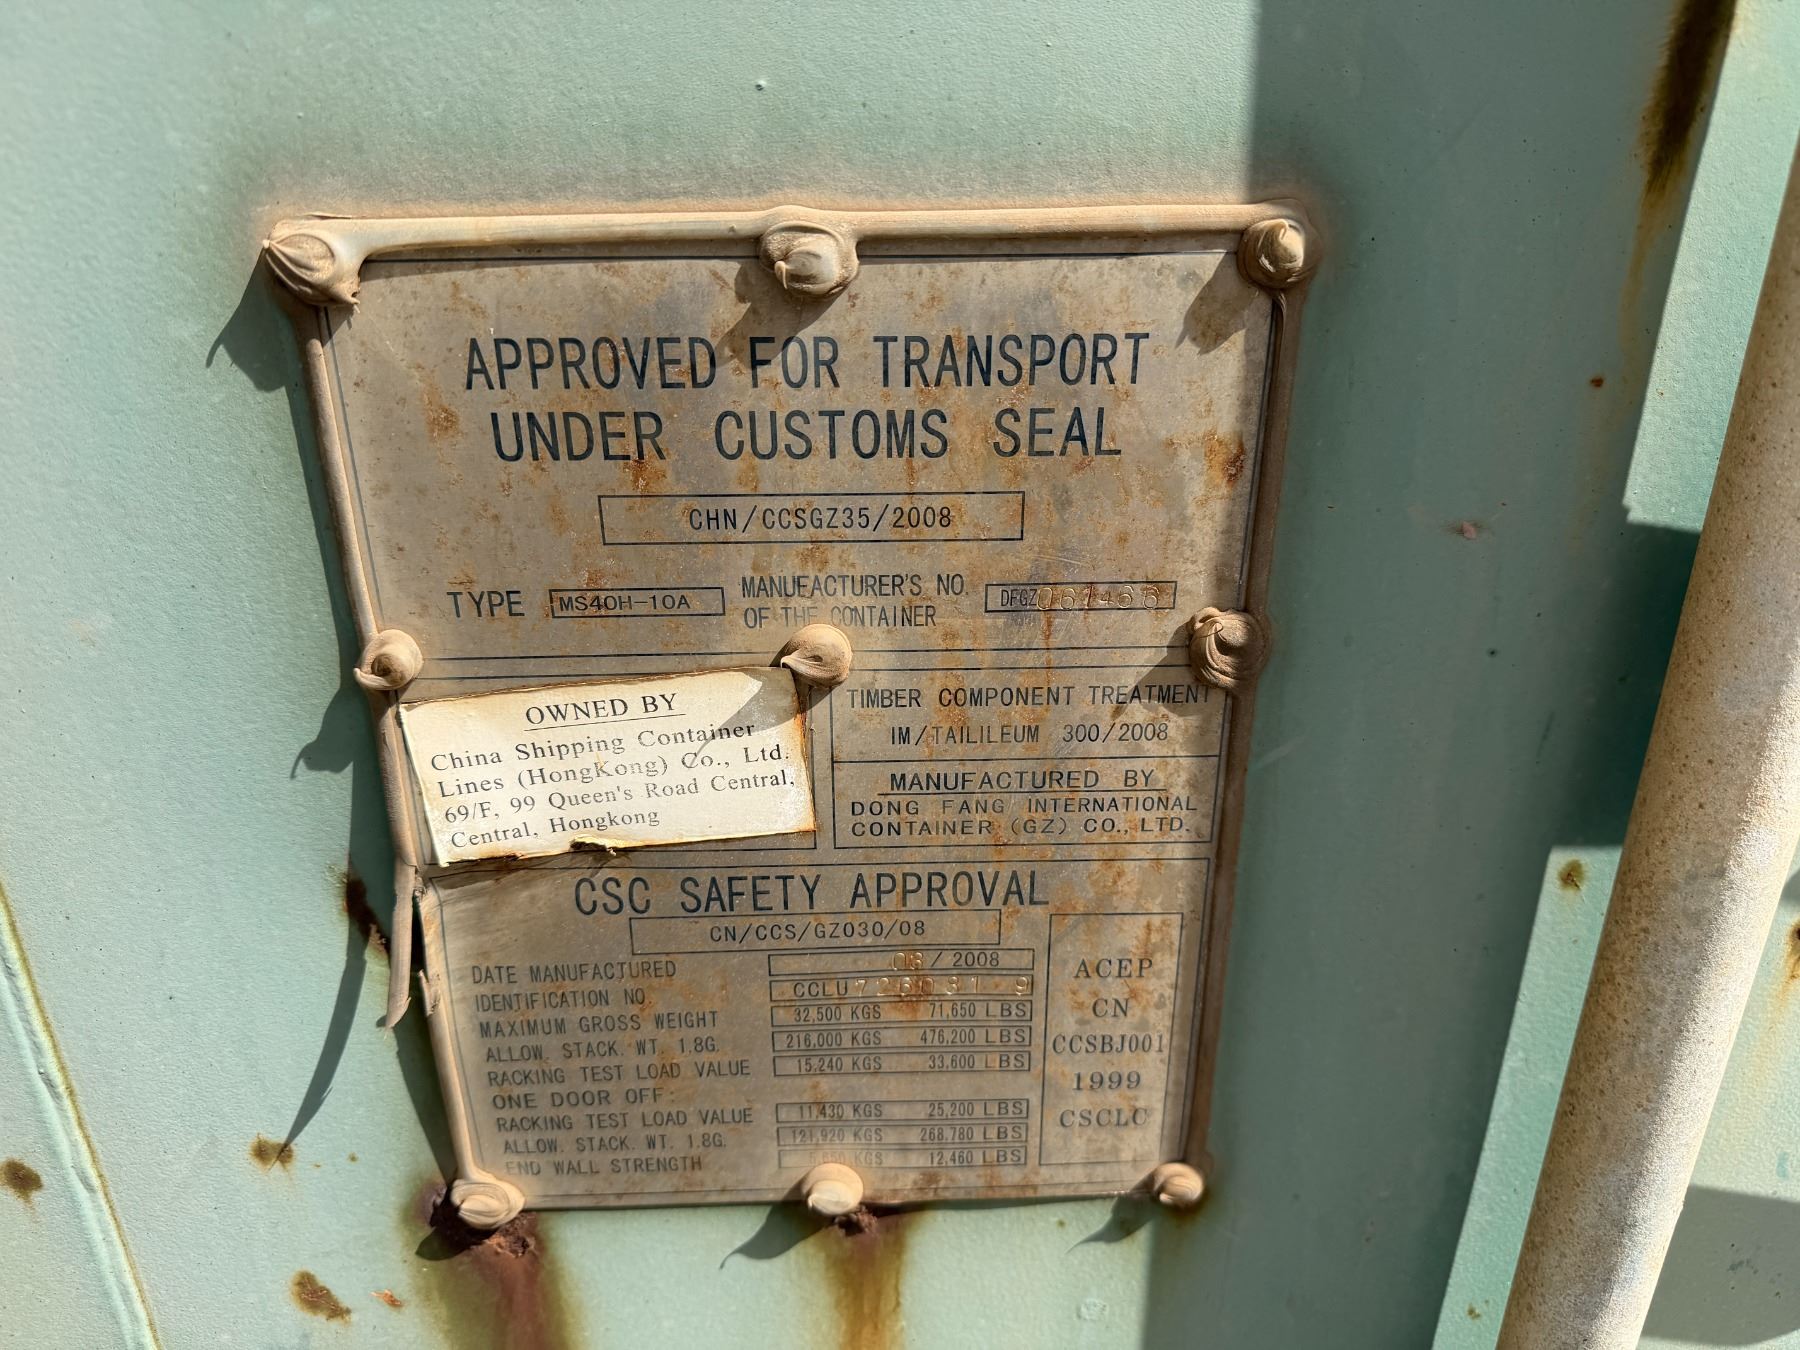 APPROVED FOR TRANSPORT
UNDER CUSTOMS SEAL
CHN/CCSGZ35/2008
TYPE MS40H-10A MANUFACTURER'S NO. DFGZ
OF THE CONTAINER
OWNED BY
China Shipping Container
Lines (HongKong) Co., Ltd.
69/F, 99 Queen's Road Central,
Central, Hongkong
TIMBER COMPONENT TREATMENT
IM/TAILILEUM 300/2008
MANUFACTURED BY
DONG FANG INTERNATIONAL
CONTAINER (GZ) CO., LTD.
CSC SAFETY APPROVAL
CN/CCS/GZ030/08
DATE MANUFACTURED / 2008
IDENTIFICATION NO. CCLU 726031 9
MAXIMUM GROSS WEIGHT 32,500 KGS 71,650 LBS
ALLOW. STACK. WT. 1.8G. 216,000 KGS 476,200 LBS
RACKING TEST LOAD VALUE 15,240 KGS 33,600 LBS
ONE DOOR OFF:
RACKING TEST LOAD VALUE 11,430 KGS 25,200 LBS
ALLOW. STACK. WT. 1.8G. 121,920 KGS 268,780 LBS
END WALL STRENGTH KGS 12,460 LBS
ACEP
CN
CCSBJ001
1999
CSCLC